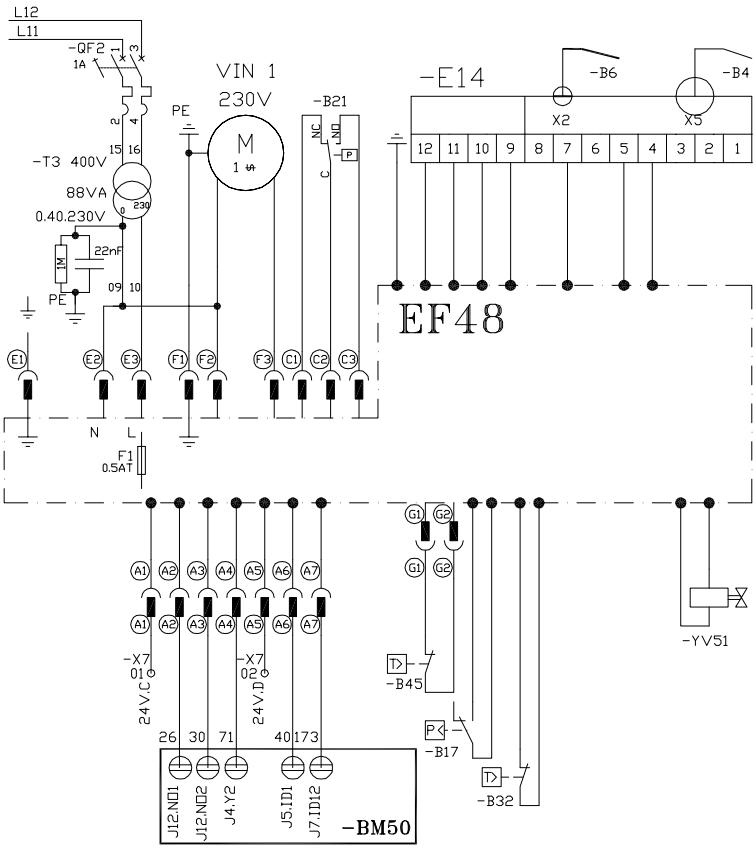 L12
L11
-QF2 1 3
1A
2 4
15 16
-T3 400V
88VA
0 230
0.40.230V
1M 22nF
09 10
PE
VIN 1
230V
PE
M
1
-B21
NC NO
P
C
-E14
-B6
-B4
X2 X5
12 11 10 9 8 7 6 5 4 3 2 1
EF48
E1 E2 E3 F1 F2 F3 C1 C2 C3
N L
F1
0.5AT
G1 G2
G1 G2
A1 A2 A3 A4 A5 A6 A7
A1 A2 A3 A4 A5 A6 A7
-X7 -X7
01 02
24V.C 24V.D
T>
-B45
P<
-B17
T>
-B32
-YV51
26 30 71 40 173
J12.NO1 J12.NO2 J4.Y2 J5.ID1 J7.ID12
-BM50